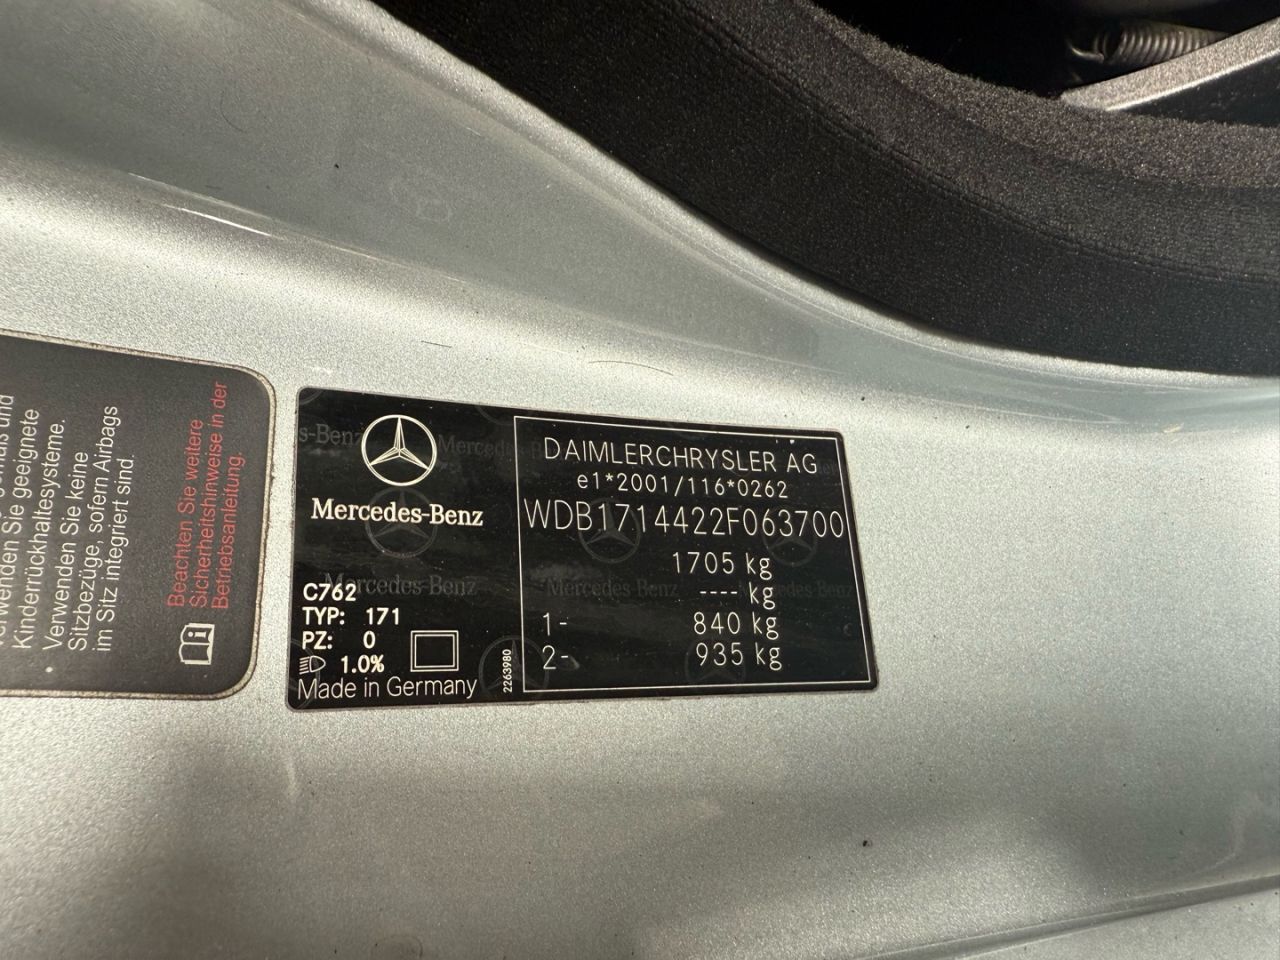 Kinderrückhaltesysteme.
Verwenden Sie keine
Sitzbezüge, sofern Airbags
im Sitz integriert sind.
Beachten Sie weitere
Sicherheitshinweise in der
Betriebsanleitung.
Mercedes-Benz
C762
TYP: 171
PZ: 0
1.0%
Made in Germany
2263980
DAIMLERCHRYSLER AG
e1*2001/116*0262
WDB1714422F063700
1705 kg
---- kg
1- 840 kg
2- 935 kg